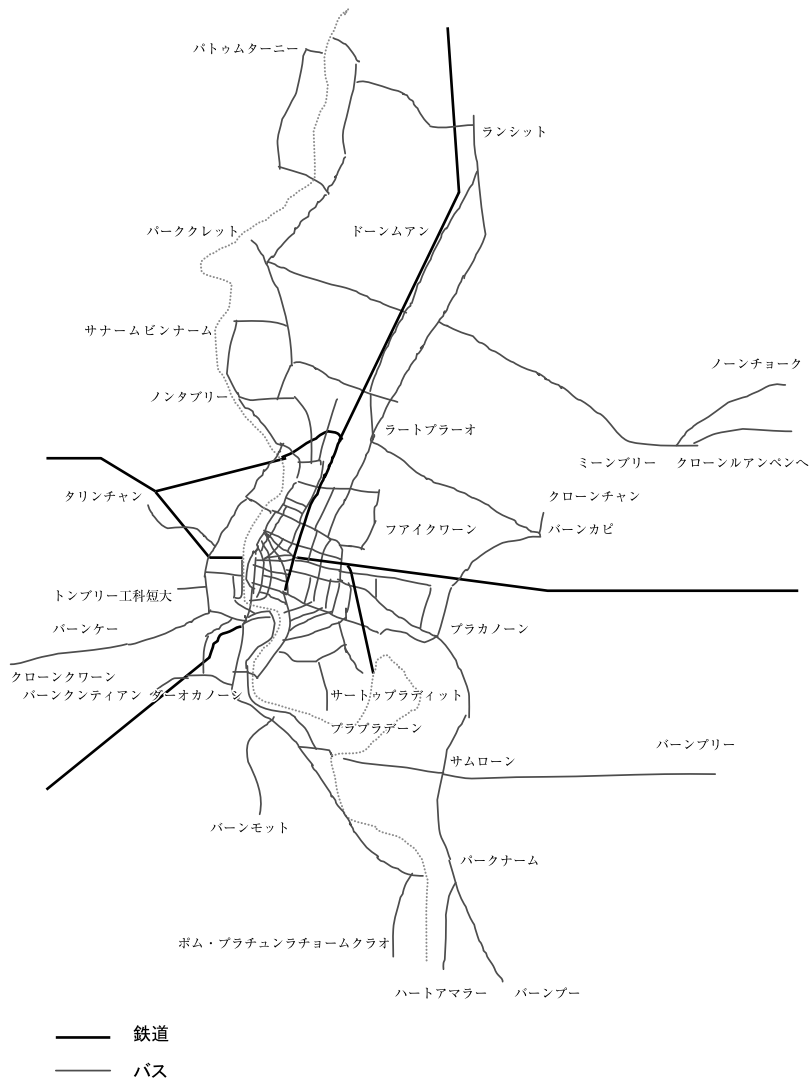 パトゥムターニー
ランシット
パーククレット
ドーンムアン
サナームビンナーム
ノーンチョーク
ノンタブリー
ラートプラーオ
ミーンブリー
クローンルアンペンへ
タリンチャン
クローンチャン
フアイクワーン
バーンカピ
トンブリー工科短大
バーンケー
プラカノーン
クローンクワーン
バーンクンティアン
ダーオカノーン
サートゥプラディット
プラプラデーン
バーンプリー
サムローン
バーンモット
パークナーム
ポム・プラチュンラチョームクラオ
ハートアマラー
バーンプー
鉄道
バス